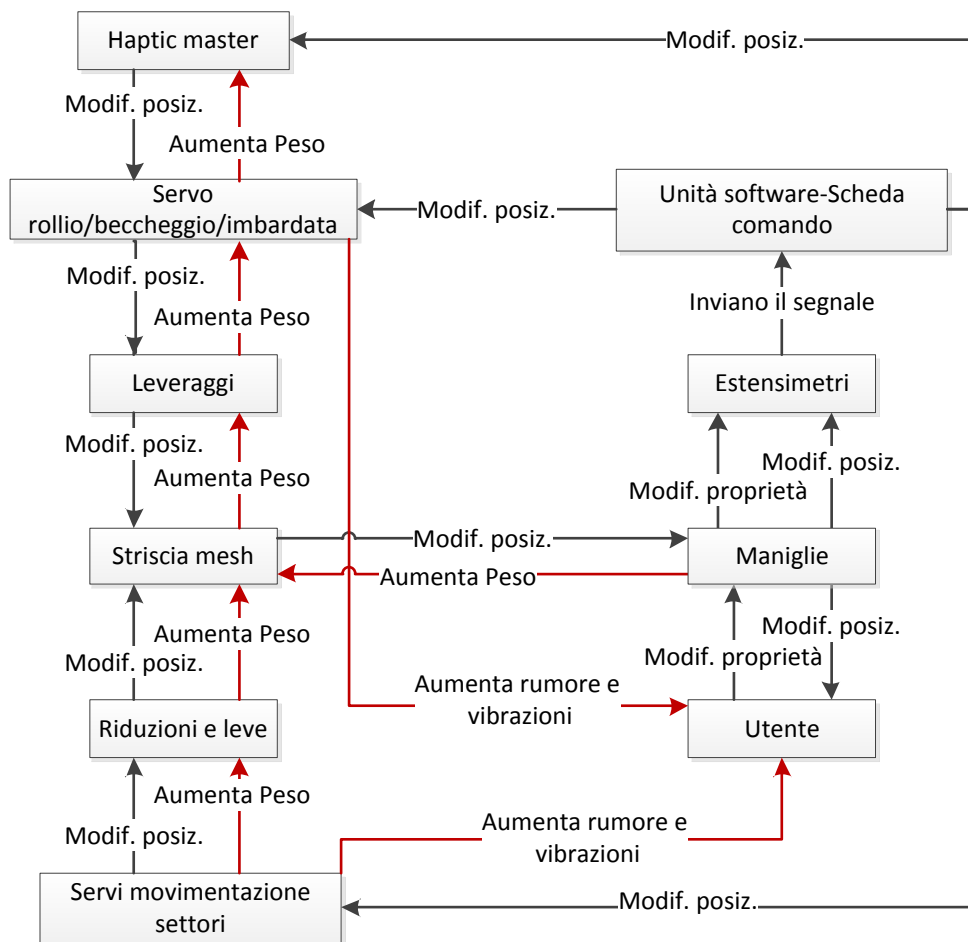 Haptic master
Modif. posiz.
Modif. posiz.
Aumenta Peso
Servo
rollio/beccheggio/imbardata
Modif. posiz.
Unità software-Scheda
comando
Modif. posiz.
Aumenta Peso
Inviano il segnale
Leveraggi
Estensimetri
Modif. posiz.
Aumenta Peso
Modif. posiz.
Modif. proprietà
Striscia mesh
Modif. posiz.
Aumenta Peso
Maniglie
Aumenta Peso
Modif. posiz.
Modif. posiz.
Modif. proprietà
Aumenta rumore e
vibrazioni
Riduzioni e leve
Utente
Aumenta Peso
Modif. posiz.
Aumenta rumore e
vibrazioni
Servi movimentazione
settori
Modif. posiz.